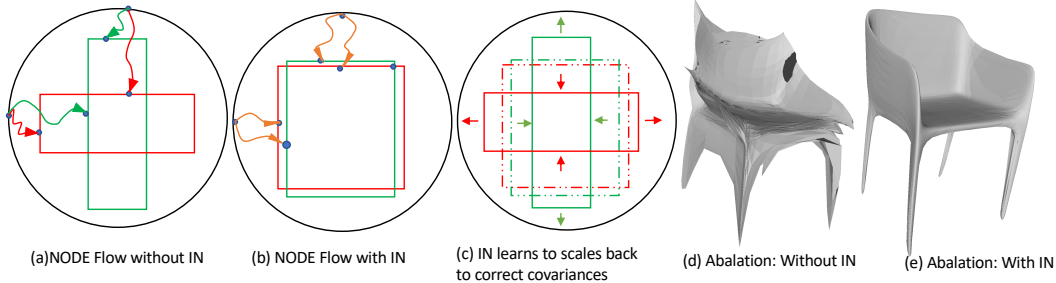 (a)NODE Flow without IN
(b) NODE Flow with IN
(c) IN learns to scales back
to correct covariances
(d) Abalation: Without IN
(e) Abalation: With IN